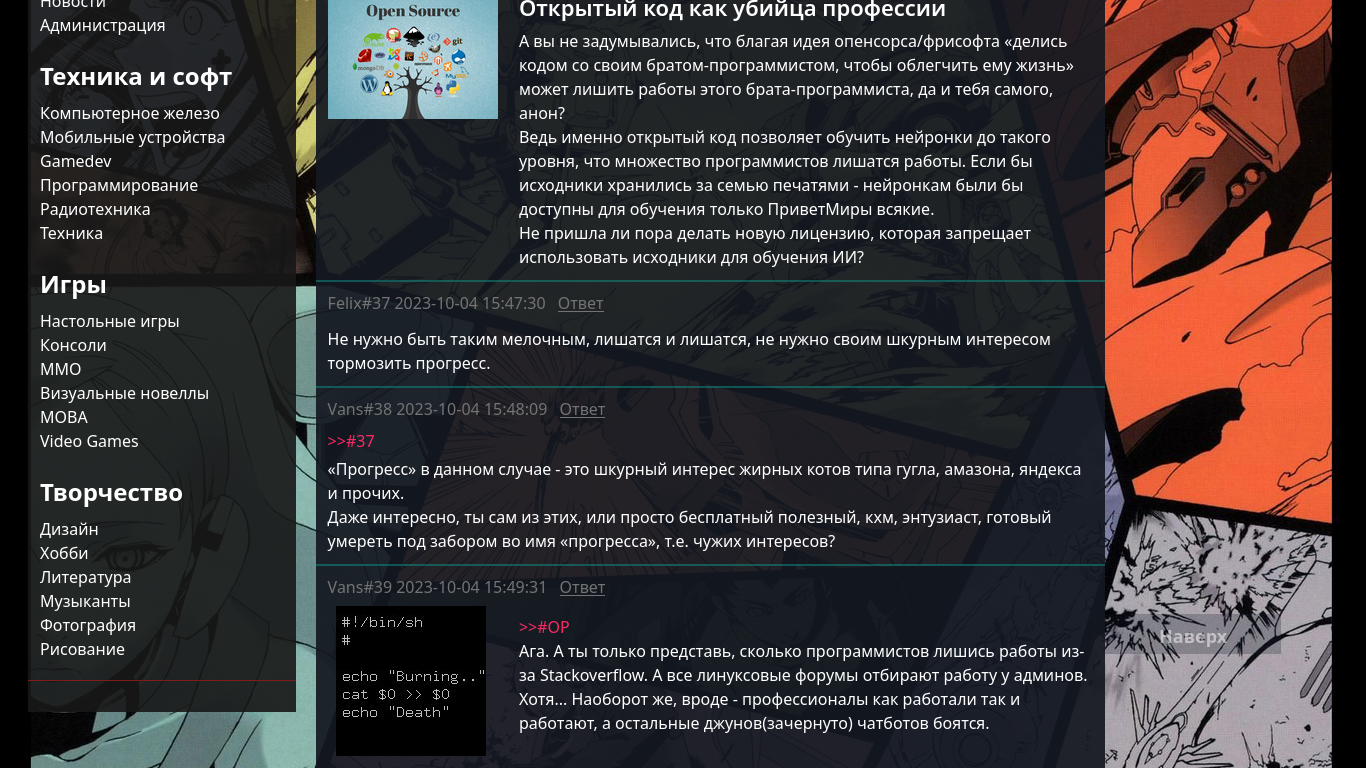 Новости
Администрация
Техника и софт
Компьютерное железо
Мобильные устройства
Gamedev
Программирование
Радиотехника
Техника
Игры
Настольные игры
Консоли
ММО
Визуальные новеллы
MOBA
Video Games
Творчество
Дизайн
Хобби
Литература
Музыканты
Фотография
Рисование
Open Source
git
mongoDB
MySQL
Открытый код как убийца профессии
А вы не задумывались, что благая идея опенсорса/фрисофта «делись
кодом со своим братом-программистом, чтобы облегчить ему жизнь»
может лишить работы этого брата-программиста, да и тебя самого,
анон?
Ведь именно открытый код позволяет обучить нейронки до такого
уровня, что множество программистов лишатся работы. Если бы
исходники хранились за семью печатями - нейронкам были бы
доступны для обучения только ПриветМиры всякие.
Не пришла ли пора делать новую лицензию, которая запрещает
использовать исходники для обучения ИИ?
Felix#37 2023-10-04 15:47:30 Ответ
Не нужно быть таким мелочным, лишатся и лишатся, не нужно своим шкурным интересом
тормозить прогресс.
Vans#38 2023-10-04 15:48:09 Ответ
>>#37
«Прогресс» в данном случае - это шкурный интерес жирных котов типа гугла, амазона, яндекса
и прочих.
Даже интересно, ты сам из этих, или просто бесплатный полезный, кхм, энтузиаст, готовый
умереть под забором во имя «прогресса», т.е. чужих интересов?
Vans#39 2023-10-04 15:49:31 Ответ
#!/bin/sh
#
echo "Burning.."
cat $0 >> $0
echo "Death"
>>#OP
Ага. А ты только представь, сколько программистов лишись работы из-
за Stackoverflow. А все линуксовые форумы отбирают работу у админов.
Хотя... Наоборот же, вроде - профессионалы как работали так и
работают, а остальные джунов(зачернуто) чатботов боятся.
Наверх